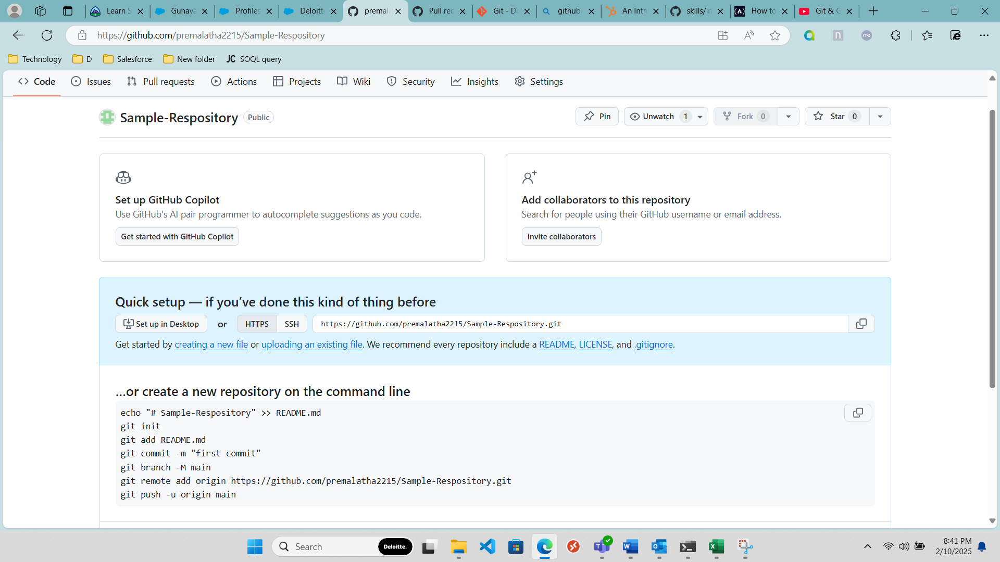 Learn S
Gunava
Profiles
Deloitte
premal
Pull rec
Git - Do
github
An Intr
skills/in
How to
Git & G
https://github.com/premalatha2215/Sample-Respository
Technology
D
Salesforce
New folder
JC SOQL query
Code
Issues
Pull requests
Actions
Projects
Wiki
Security
Insights
Settings
Sample-Respository Public
Pin
Unwatch 1
Fork 0
Star 0
Set up GitHub Copilot
Use GitHub's AI pair programmer to autocomplete suggestions as you code.
Get started with GitHub Copilot
Add collaborators to this repository
Search for people using their GitHub username or email address.
Invite collaborators
Quick setup — if you’ve done this kind of thing before
Set up in Desktop or HTTPS SSH https://github.com/premalatha2215/Sample-Respository.git
Get started by creating a new file or uploading an existing file. We recommend every repository include a README, LICENSE, and .gitignore.
…or create a new repository on the command line
echo "# Sample-Respository" >> README.md
git init
git add README.md
git commit -m "first commit"
git branch -M main
git remote add origin https://github.com/premalatha2215/Sample-Respository.git
git push -u origin main
Search
Deloitte.
8:41 PM
2/10/2025